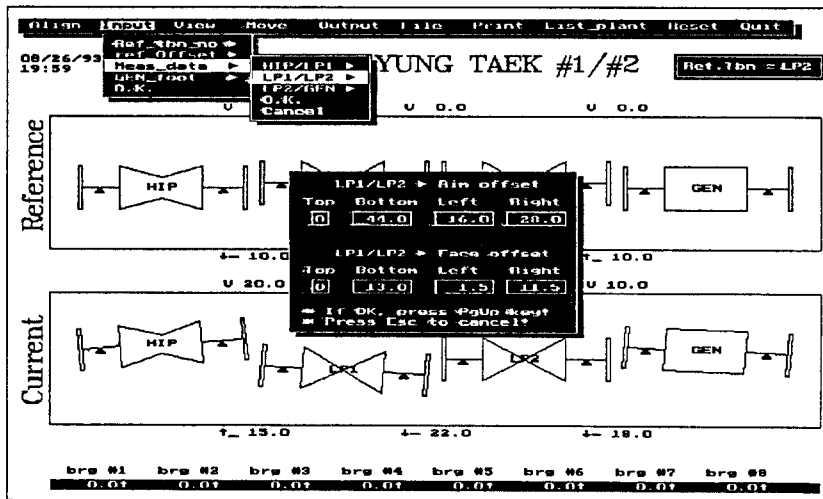 Align Input View Move Output File Print List_plant Reset Quit
08/26/93
19:59
Ref_tbn_no ►
ref_Offset ►
Meas_data ►
GEN_foot ►
O.K.
HIP/LP1 ►
LP1/LP2 ►
LP2/GEN ►
O.K.
Cancel
YUNG TAEK #1/#2
Ref.Tbn = LP2
V 0.0 V 0.0
Reference
HIP
GEN
←- 10.0
↑_ 10.0
LP1/LP2 → Rim offset
Top Bottom Left Right
0 44.0 16.0 28.0
LP1/LP2 → Face offset
Top Bottom Left Right
0 13.0 1.5 11.5
* If OK, press PgUp key!
* Press Esc to cancel!
V 20.0 V 10.0
Current
HIP
LP1
LP2
GEN
↑_ 15.0 ←- 22.0 ←- 18.0
brg #1 brg #2 brg #3 brg #4 brg #5 brg #6 brg #7 brg #8
0.0↑ 0.0↑ 0.0↑ 0.0↑ 0.0↑ 0.0↑ 0.0↑ 0.0↑